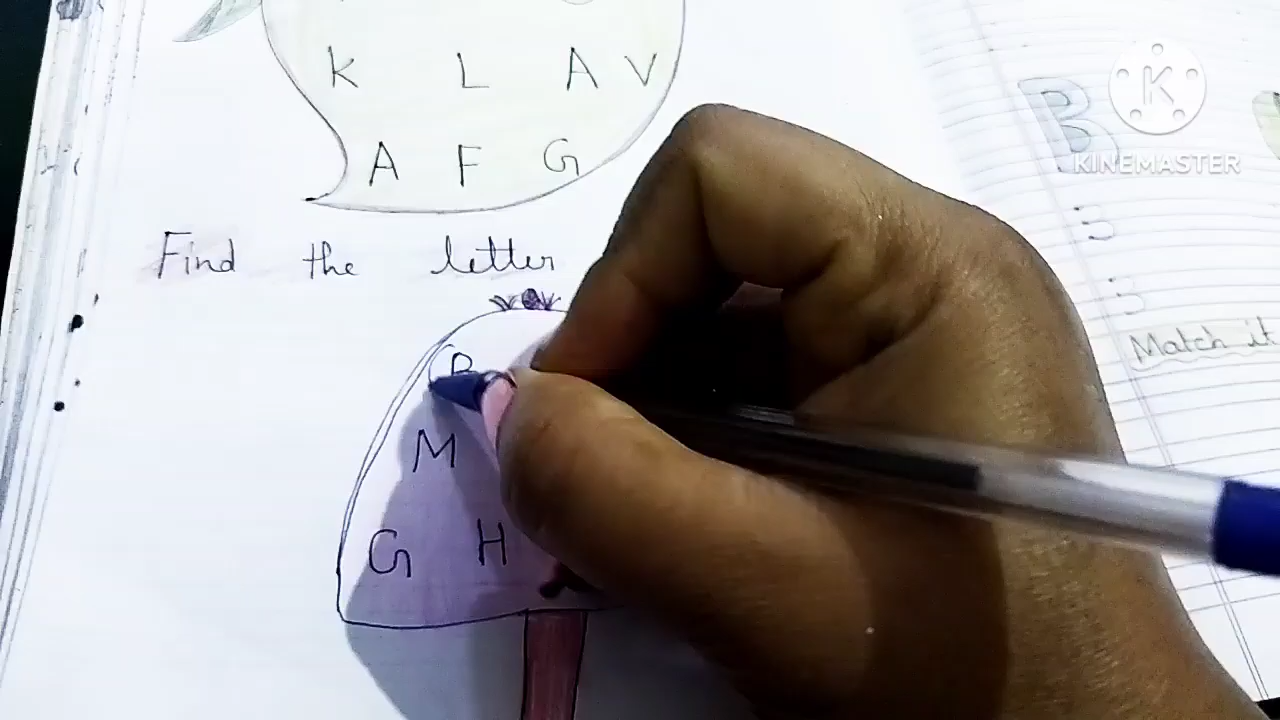 K L A V
A F G
Find the letter
B
M
G H
K
KINEMASTER
B
Match it